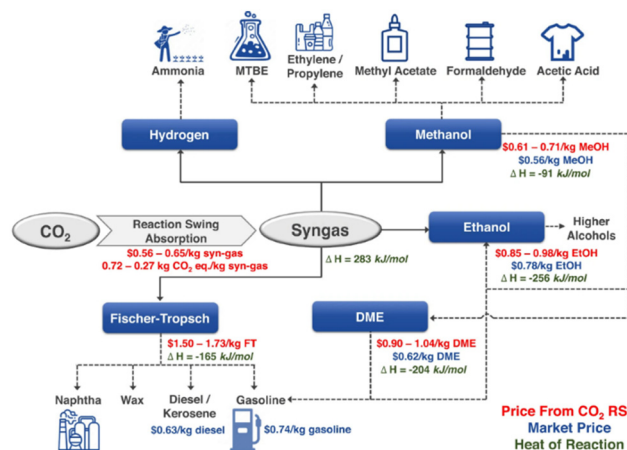 Ammonia
MTBE
Ethylene /
Propylene
Methyl Acetate
Formaldehyde
Acetic Acid
Hydrogen
Methanol
$0.61 – 0.71/kg MeOH
$0.56/kg MeOH
Δ H = -91 kJ/mol
CO₂
Reaction Swing
Absorption
Syngas
Ethanol
Higher
Alcohols
$0.56 – 0.65/kg syn-gas
0.72 – 0.27 kg CO₂ eq./kg syn-gas
Δ H = 283 kJ/mol
$0.85 – 0.98/kg EtOH
$0.78/kg EtOH
Δ H = -256 kJ/mol
Fischer-Tropsch
DME
$1.50 – 1.73/kg FT
Δ H = -165 kJ/mol
$0.90 – 1.04/kg DME
$0.62/kg DME
Δ H = -204 kJ/mol
Naphtha
Wax
Diesel /
Kerosene
Gasoline
$0.63/kg diesel
$0.74/kg gasoline
Price From CO₂ RS
Market Price
Heat of Reaction